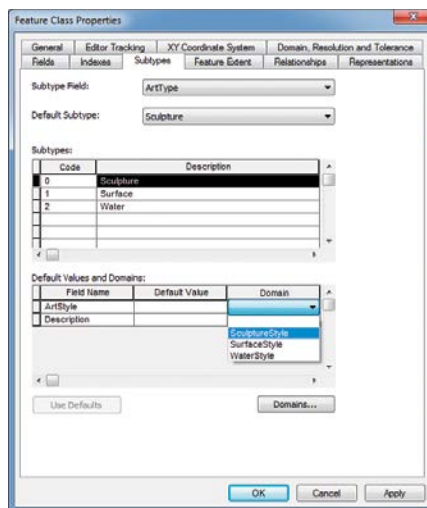 Feature Class Properties
General Editor Tracking XY Coordinate System Domain, Resolution and Tolerance
Fields Indexes Subtypes Feature Extent Relationships Representations
Subtype Field: ArtType
Default Subtype: Sculpture
Subtypes:
Code Description
0 Sculpture
1 Surface
2 Water
Default Values and Domains:
Field Name Default Value Domain
ArtStyle
Description
SculptureStyle
SurfaceStyle
WaterStyle
Use Defaults Domains...
OK Cancel Apply